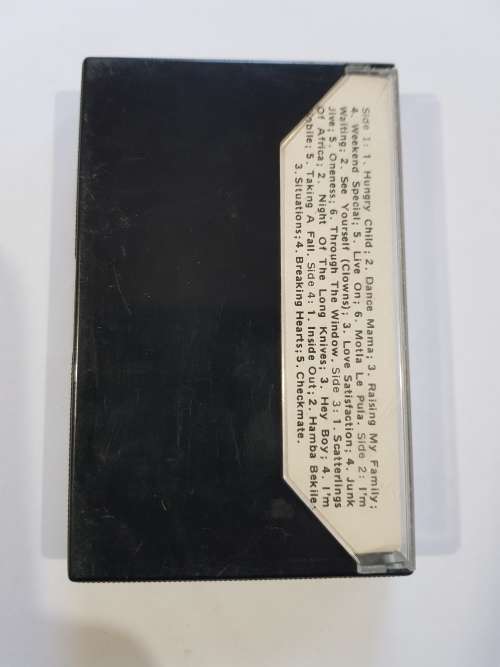 Side 1: 1. Hungry Child; 2. Dance Mama; 3. Raising My Family;
4. Weekend Special; 5. Live On; 6. Motla Le Pula. Side 2: I'm
Waiting; 2. See Yourself (Clowns); 3. Love Satisfaction; 4. Junk
Jive; 5. Oneness; 6. Through The Window. Side 3: 1. Scatterlings
Of Africa; 2. Night Of The Long Knives; 3. Hey Boy; 4. I'm
Mobile; 5. Taking A Fall. Side 4: 1. Inside Out; 2. Hamba Bekile;
3. Situations; 4. Breaking Hearts; 5. Checkmate.